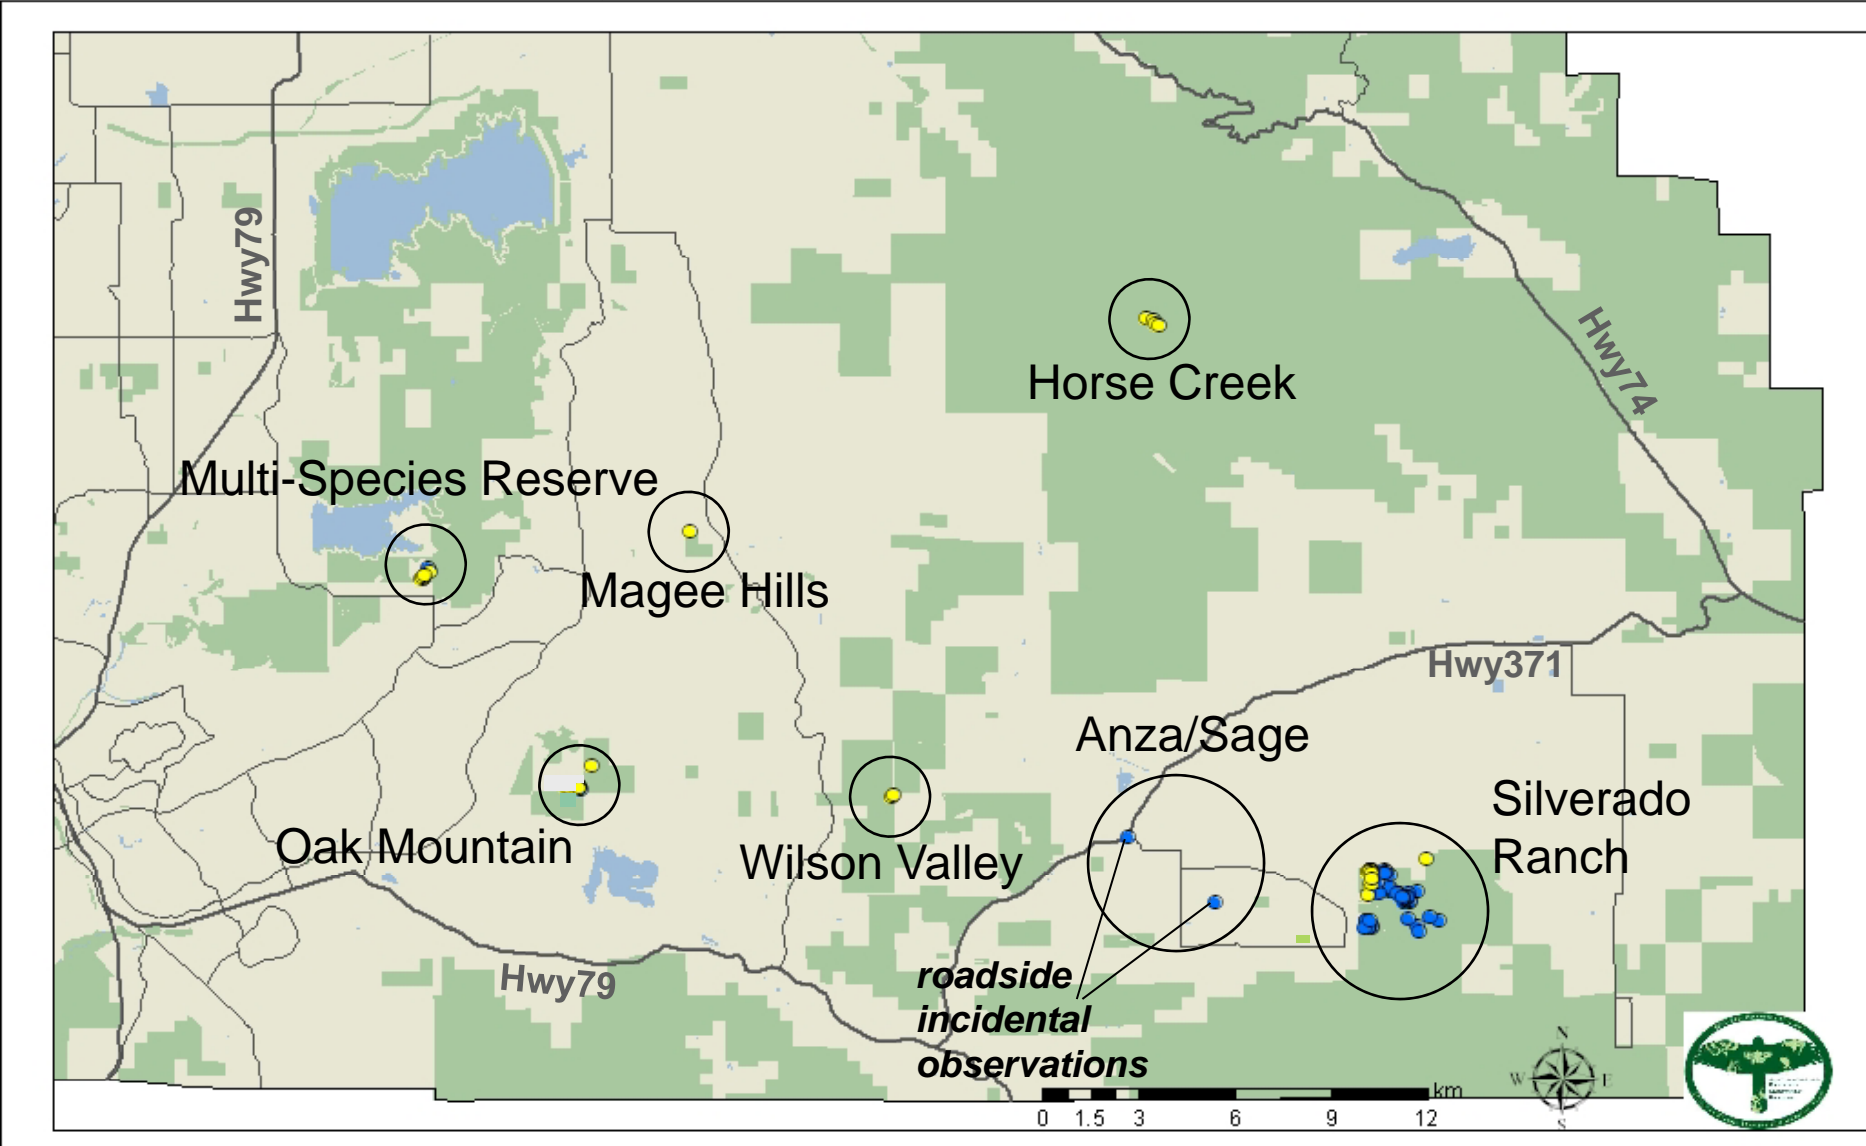 Hwy79
Horse Creek
Hwy74
Multi-Species Reserve
Magee Hills
Hwy371
Anza/Sage
Silverado
Ranch
Oak Mountain
Wilson Valley
Hwy79
roadside
incidental
observations
N
W E
S
km
0 1.5 3 6 9 12